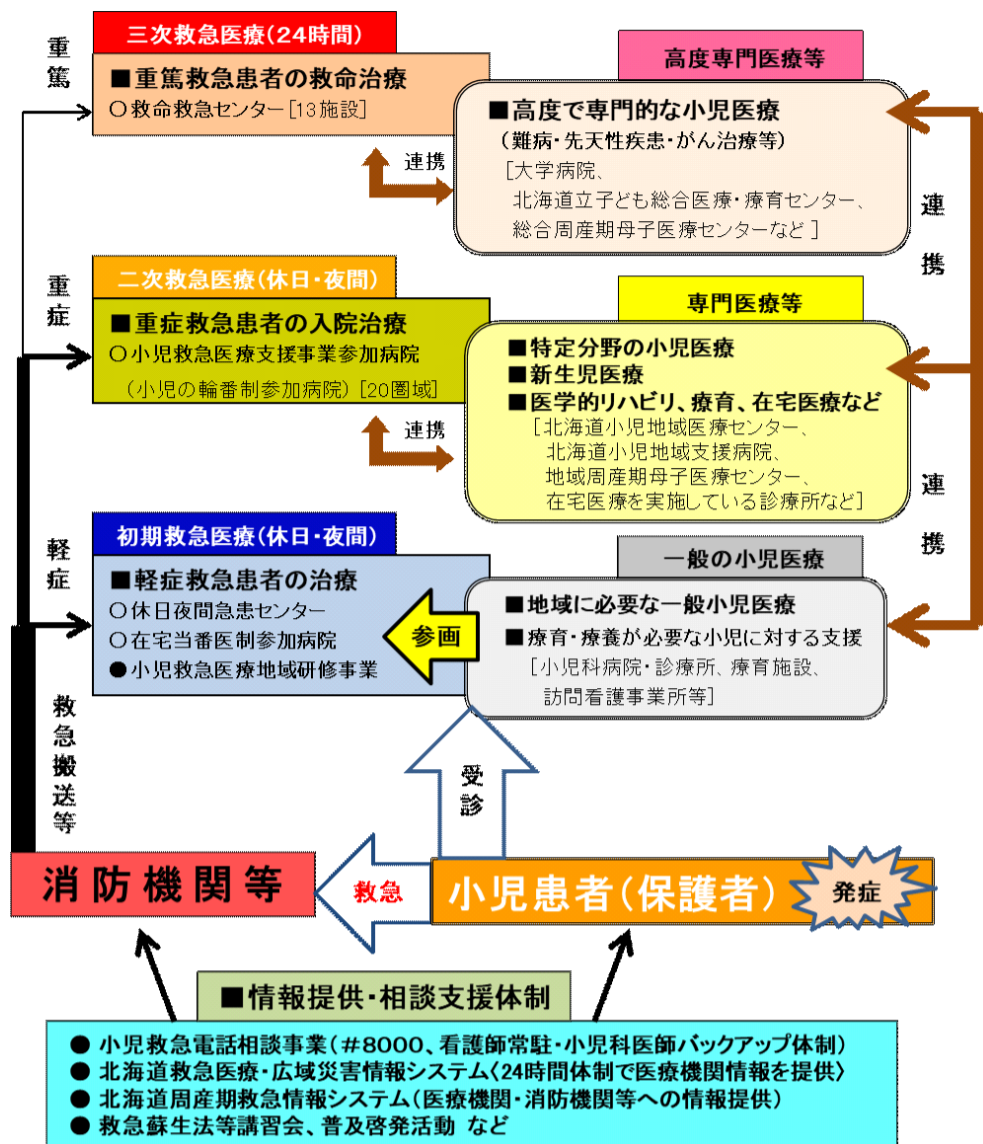 重篤
三次救急医療(24時間)
■重篤救急患者の救命治療
○救命救急センター[13施設]
高度専門医療等
■高度で専門的な小児医療
(難病・先天性疾患・がん治療等)
[大学病院、
北海道立子ども総合医療・療育センター、
総合周産期母子医療センターなど]
連携
連携
重症
二次救急医療(休日・夜間)
■重症救急患者の入院治療
○小児救急医療支援事業参加病院
(小児の輪番制参加病院)[20圏域]
専門医療等
■特定分野の小児医療
■新生児医療
■医学的リハビリ、療育、在宅医療など
[北海道小児地域医療センター、
北海道小児地域支援病院、
地域周産期母子医療センター、
在宅医療を実施している診療所など]
連携
連携
軽症
初期救急医療(休日・夜間)
■軽症救急患者の治療
○休日夜間急患センター
○在宅当番医制参加病院
●小児救急医療地域研修事業
参画
一般の小児医療
■地域に必要な一般小児医療
■療育・療養が必要な小児に対する支援
[小児科病院・診療所、療育施設、
訪問看護事業所等]
救急搬送等
受診
消防機関等
救急
小児患者(保護者)
発症
■情報提供・相談支援体制
● 小児救急電話相談事業(#8000、看護師常駐・小児科医師バックアップ体制)
● 北海道救急医療・広域災害情報システム〈24時間体制で医療機関情報を提供〉
● 北海道周産期救急情報システム(医療機関・消防機関等への情報提供)
● 救急蘇生法等講習会、普及啓発活動 など